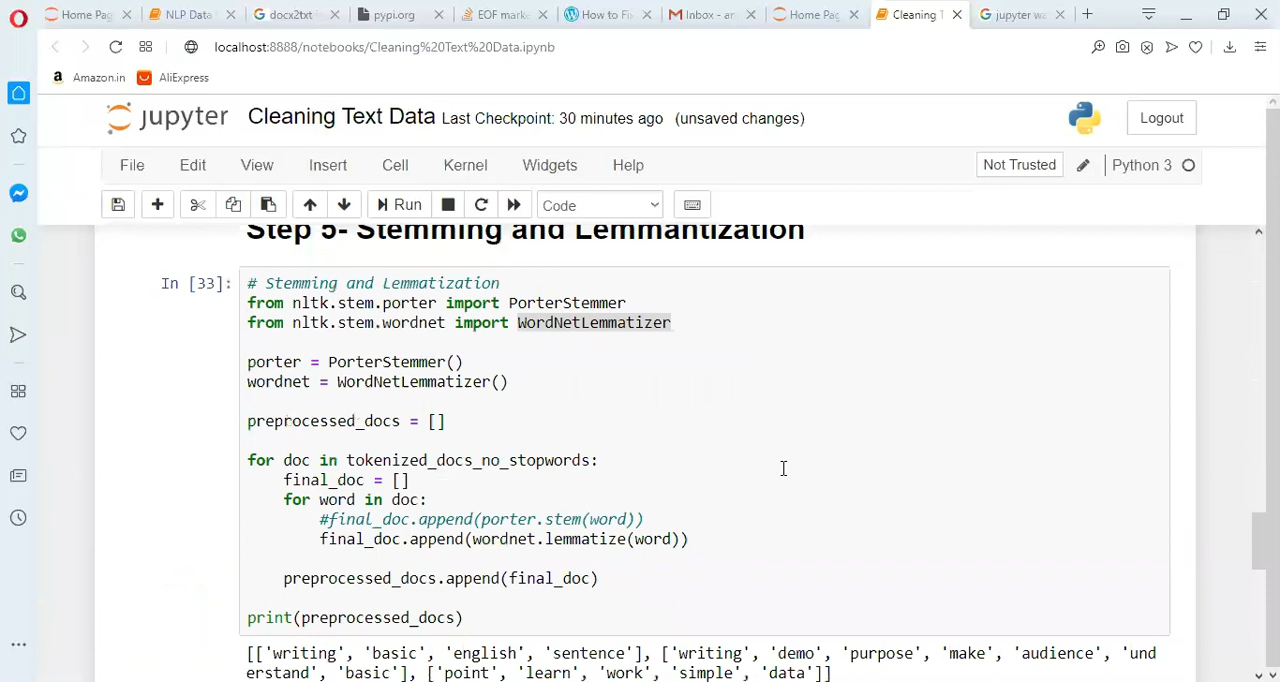 Home Pag
NLP Data
docx2txt
pypi.org
EOF marke
How to Fi
Inbox - ar
Home Pag
Cleaning T
jupyter wa
localhost:8888/notebooks/Cleaning%20Text%20Data.ipynb
Amazon.in AliExpress
jupyter Cleaning Text Data Last Checkpoint: 30 minutes ago (unsaved changes) Logout
File Edit View Insert Cell Kernel Widgets Help Not Trusted Python 3
Run Code
Step 5- Stemming and Lemmantization
In [33]:
# Stemming and Lemmatization
from nltk.stem.porter import PorterStemmer
from nltk.stem.wordnet import WordNetLemmatizer
porter = PorterStemmer()
wordnet = WordNetLemmatizer()
preprocessed_docs = []
for doc in tokenized_docs_no_stopwords:
    final_doc = []
    for word in doc:
        #final_doc.append(porter.stem(word))
        final_doc.append(wordnet.lemmatize(word))
    preprocessed_docs.append(final_doc)
print(preprocessed_docs)
[['writing', 'basic', 'english', 'sentence'], ['writing', 'demo', 'purpose', 'make', 'audience', 'und
erstand', 'basic'], ['point', 'learn', 'work', 'simple', 'data']]